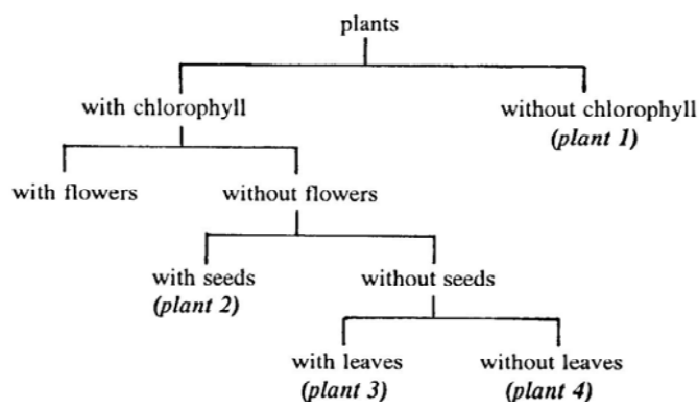 plants
with chlorophyll without chlorophyll
(plant 1)
with flowers without flowers
with seeds without seeds
(plant 2)
with leaves without leaves
(plant 3) (plant 4)